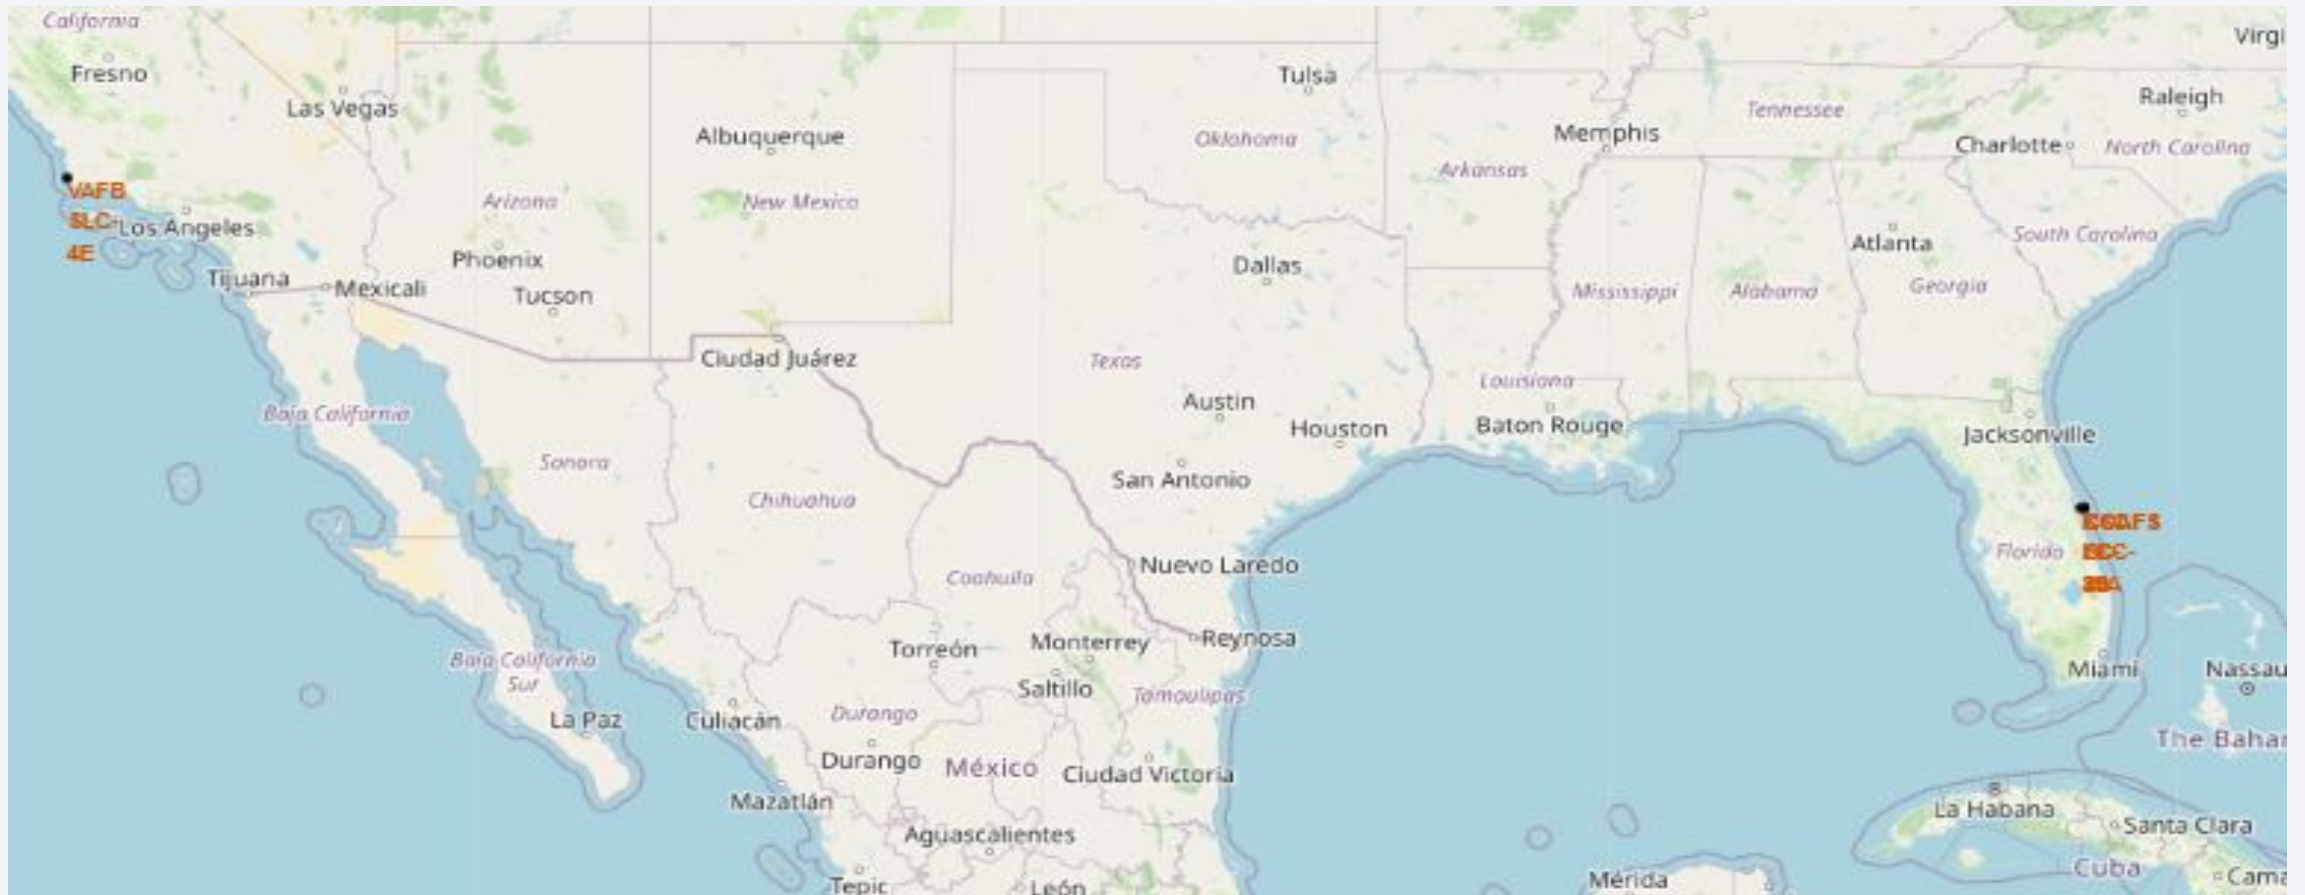 California
Virgi
Fresno
Tulsa
Las Vegas
Raleigh
Tennessee
Albuquerque
Memphis
Oklahoma
Charlotte
North Carolina
Arkansas
VAFB
SLC-
4E
Arizona
New Mexico
Los Angeles
South Carolina
Atlanta
Phoenix
Dallas
Tijuana
Mexicali
Tucson
Mississippi
Alabama
Georgia
Ciudad Juárez
Texas
Louisiana
Austin
Baja California
Houston
Baton Rouge
Jacksonville
Sonora
San Antonio
Chihuahua
Florida
Nuevo Laredo
Coahuila
Reynosa
Monterrey
Torreón
Baja California
Sur
Miami
Nassau
Saltillo
Tamaulipas
Durango
La Paz
Culiacán
The Bahar
Durango
México
Ciudad Victoria
Mazatlán
La Habana
Santa Clara
Aguascalientes
Cuba
Cama
Mérida
Tepic
León